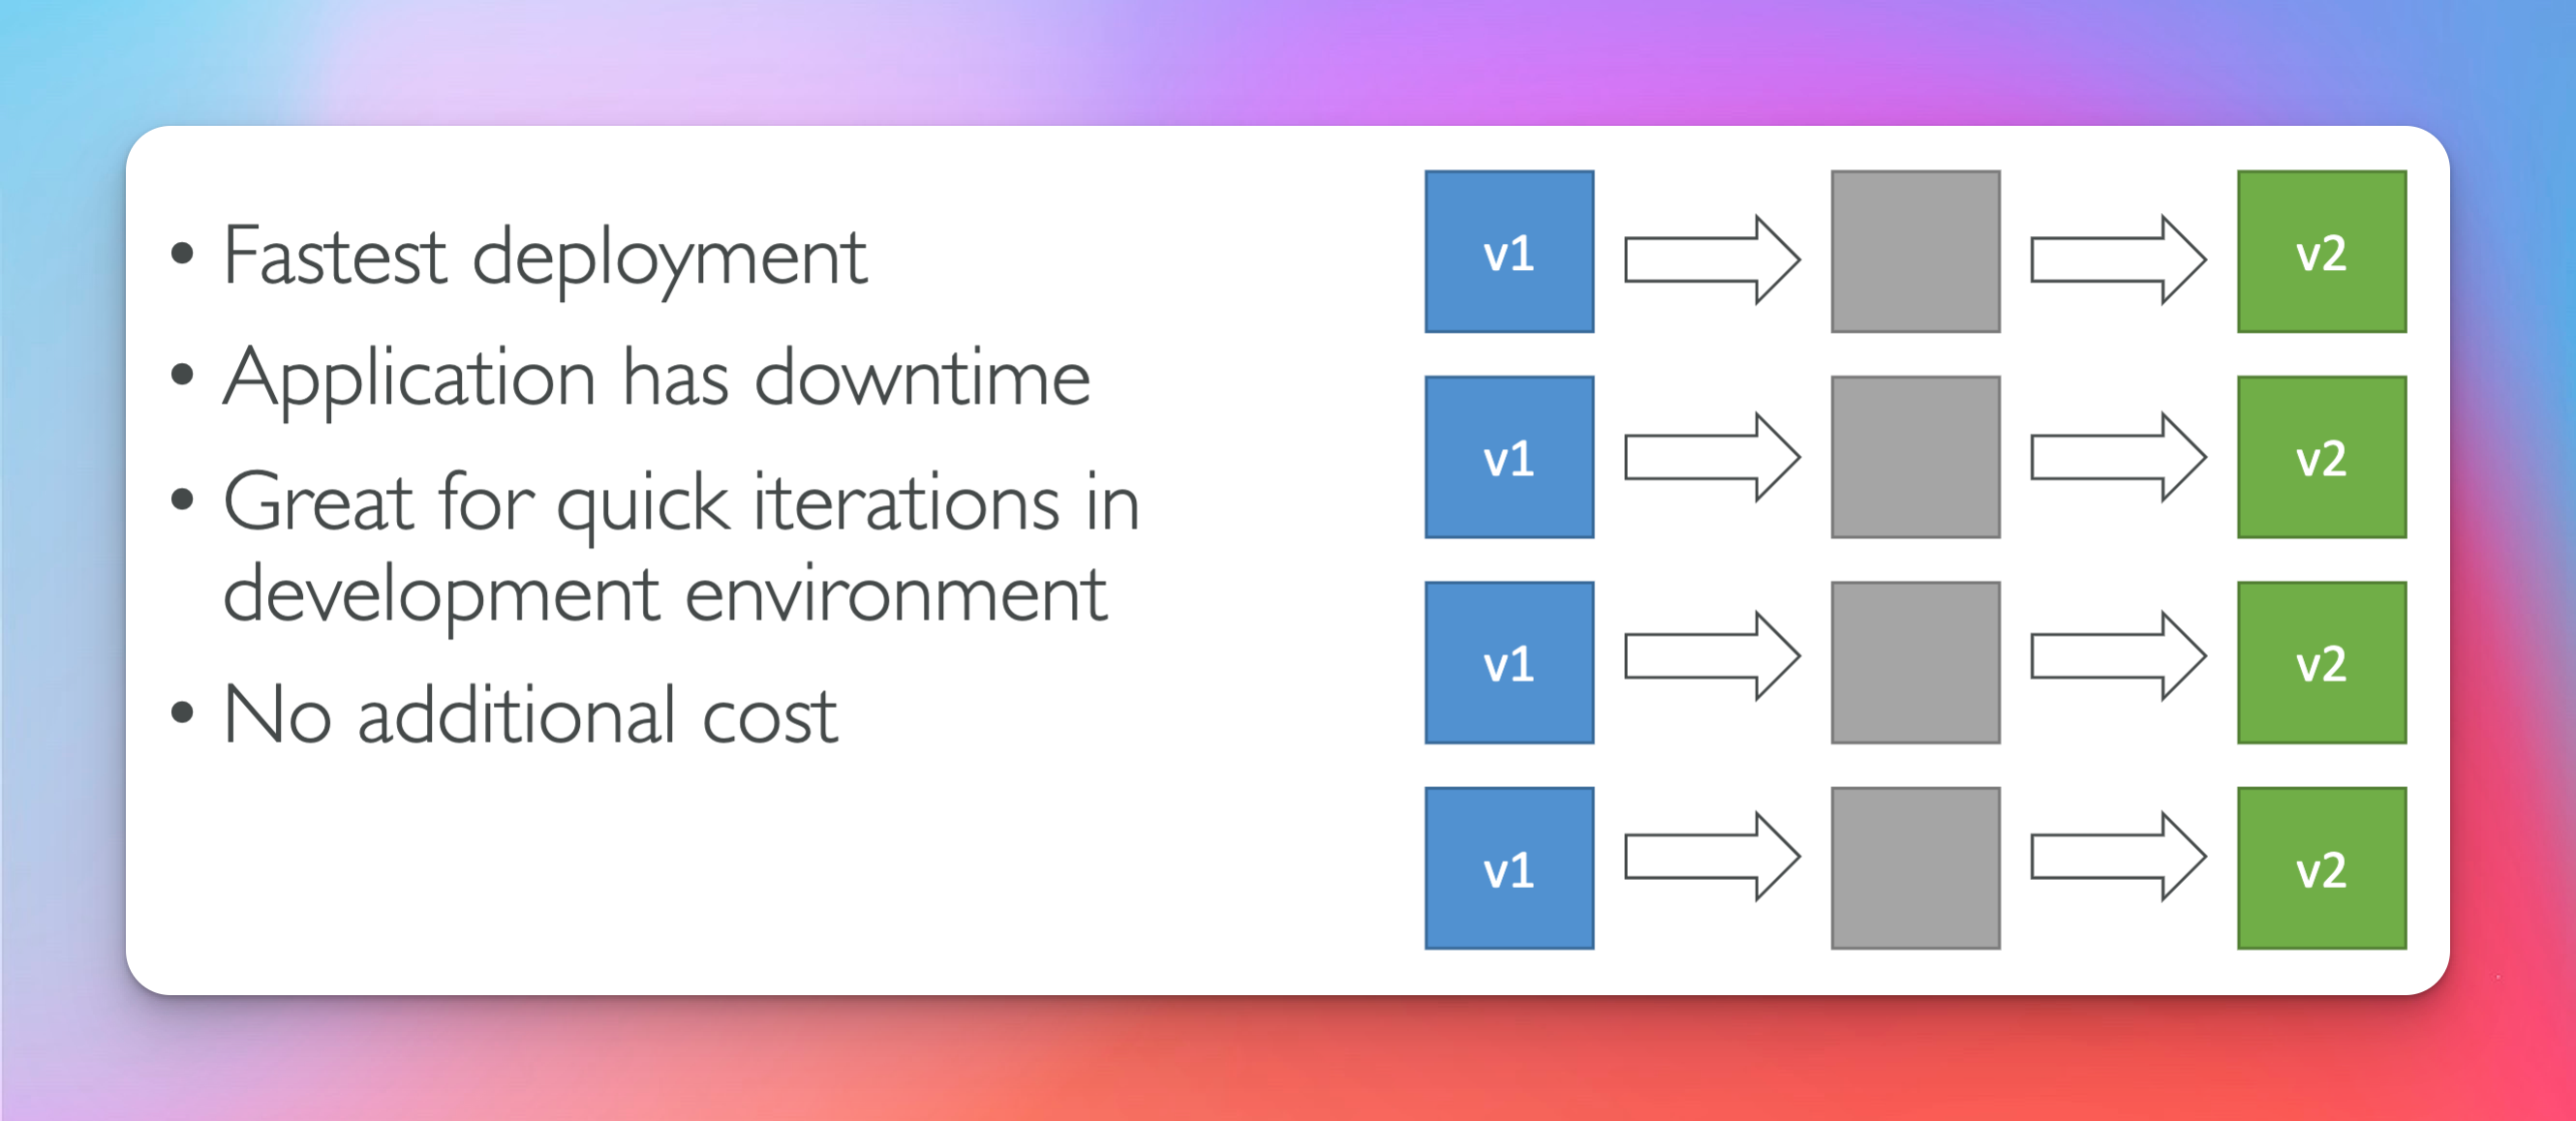 • Fastest deployment
• Application has downtime
• Great for quick iterations in
development environment
• No additional cost
v1 v2
v1 v2
v1 v2
v1 v2